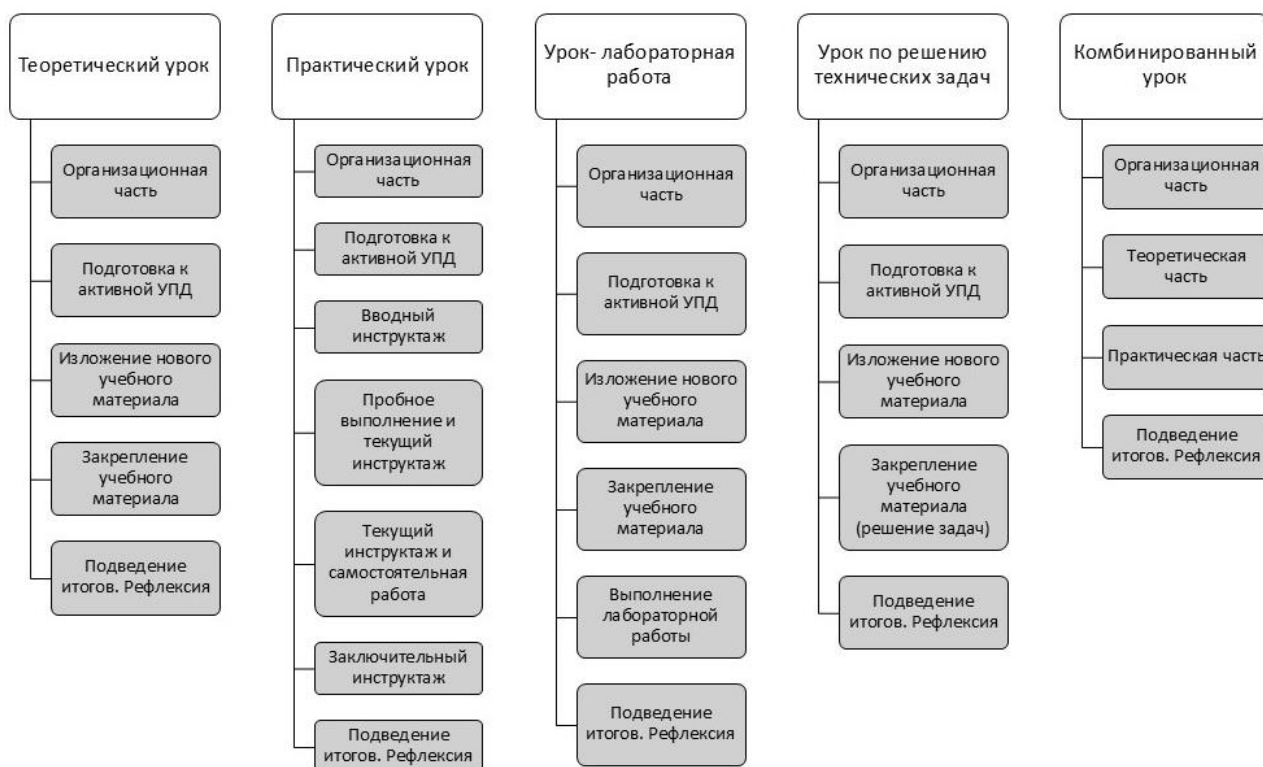 Теоретический урок
Организационная
часть
Подготовка к
активной УПД
Изложение нового
учебного
материала
Закрепление
учебного
материала
Подведение
итогов. Рефлексия
Практический урок
Организационная
часть
Подготовка к
активной УПД
Вводный
инструктаж
Пробное
выполнение и
текущий
инструктаж
Текущий
инструктаж и
самостоятельная
работа
Заключительный
инструктаж
Подведение
итогов. Рефлексия
Урок- лабораторная
работа
Организационная
часть
Подготовка к
активной УПД
Изложение нового
учебного
материала
Закрепление
учебного
материала
Выполнение
лабораторной
работы
Подведение
итогов. Рефлексия
Урок по решению
технических задач
Организационная
часть
Подготовка к
активной УПД
Изложение нового
учебного
материала
Закрепление
учебного
материала
(решение задач)
Подведение
итогов. Рефлексия
Комбинированный
урок
Организационная
часть
Теоретическая
часть
Практическая часть
Подведение
итогов. Рефлексия